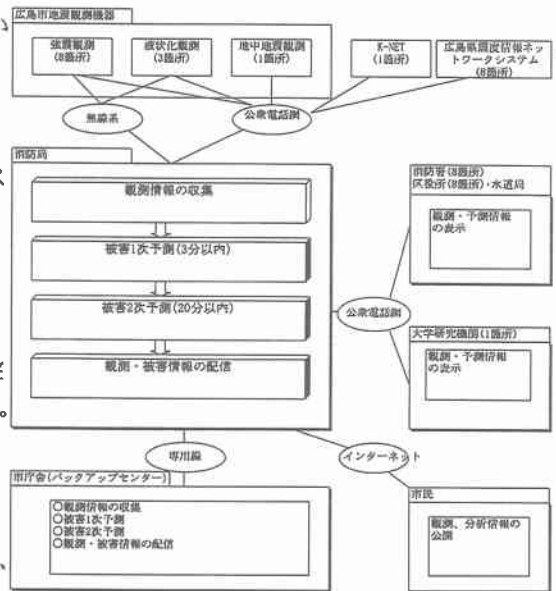 広島市地震観測機器
強震観測
(8箇所)
液状化観測
(3箇所)
地中地震観測
(1箇所)
K-NET
(1箇所)
広島県震度情報ネッ
トワークシステム
(8箇所)
無線系
公衆電話網
消防局
観測情報の収集
被害1次予測(3分以内)
被害2次予測(20分以内)
観測・被害情報の配信
消防署(8箇所)
区役所(8箇所)・水道局
観測・予測情報
の表示
公衆電話網
大学研究機関(1箇所)
観測・予測情報
の表示
専用線
インターネット
市庁舎(バックアップセンター)
○観測情報の収集
○被害1次予測
○被害2次予測
○観測・被害情報の配信
市民
観測、分析情報の
公開